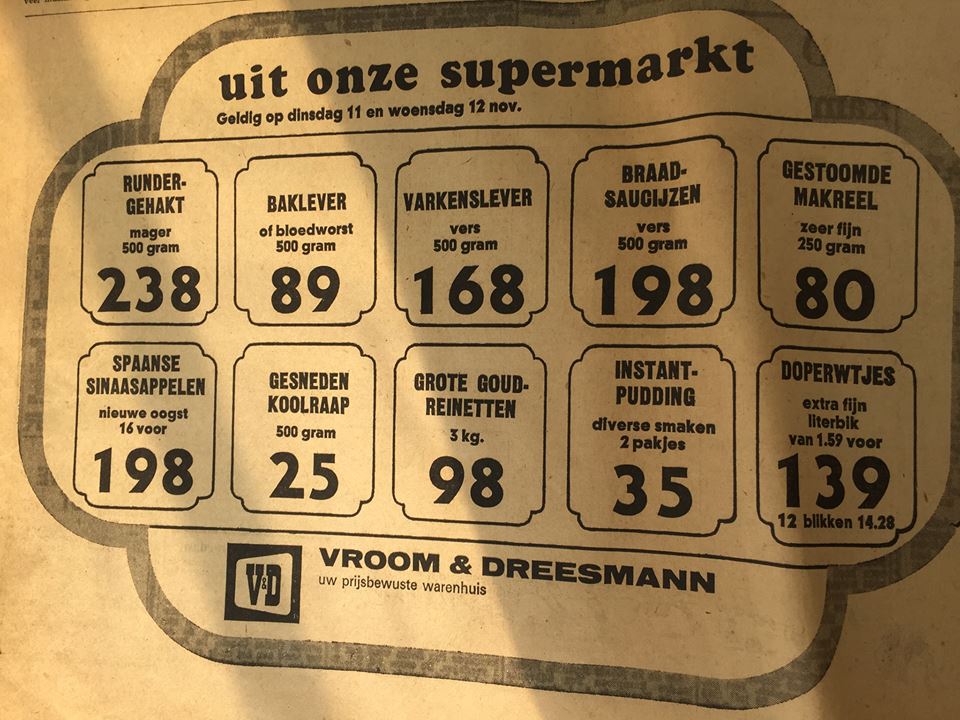 uit onze supermarkt
Geldig op dinsdag 11 en woensdag 12 nov.
RUNDER-
GEHAKT
mager
500 gram
238
BAKLEVER
of bloedworst
500 gram
89
VARKENSLEVER
vers
500 gram
168
BRAAD-
SAUCIJZEN
vers
500 gram
198
GESTOOMDE
MAKREEL
zeer fijn
250 gram
80
SPAANSE
SINAASAPPELEN
nieuwe oogst
16 voor
198
GESNEDEN
KOOLRAAP
500 gram
25
GROTE GOUD-
REINETTEN
3 kg.
98
INSTANT-
PUDDING
diverse smaken
2 pakjes
35
DOPERWTJES
extra fijn
literbik
van 1.59 voor
139
12 blikken 14.28
V&D
VROOM & DREESMANN
uw prijsbewuste warenhuis